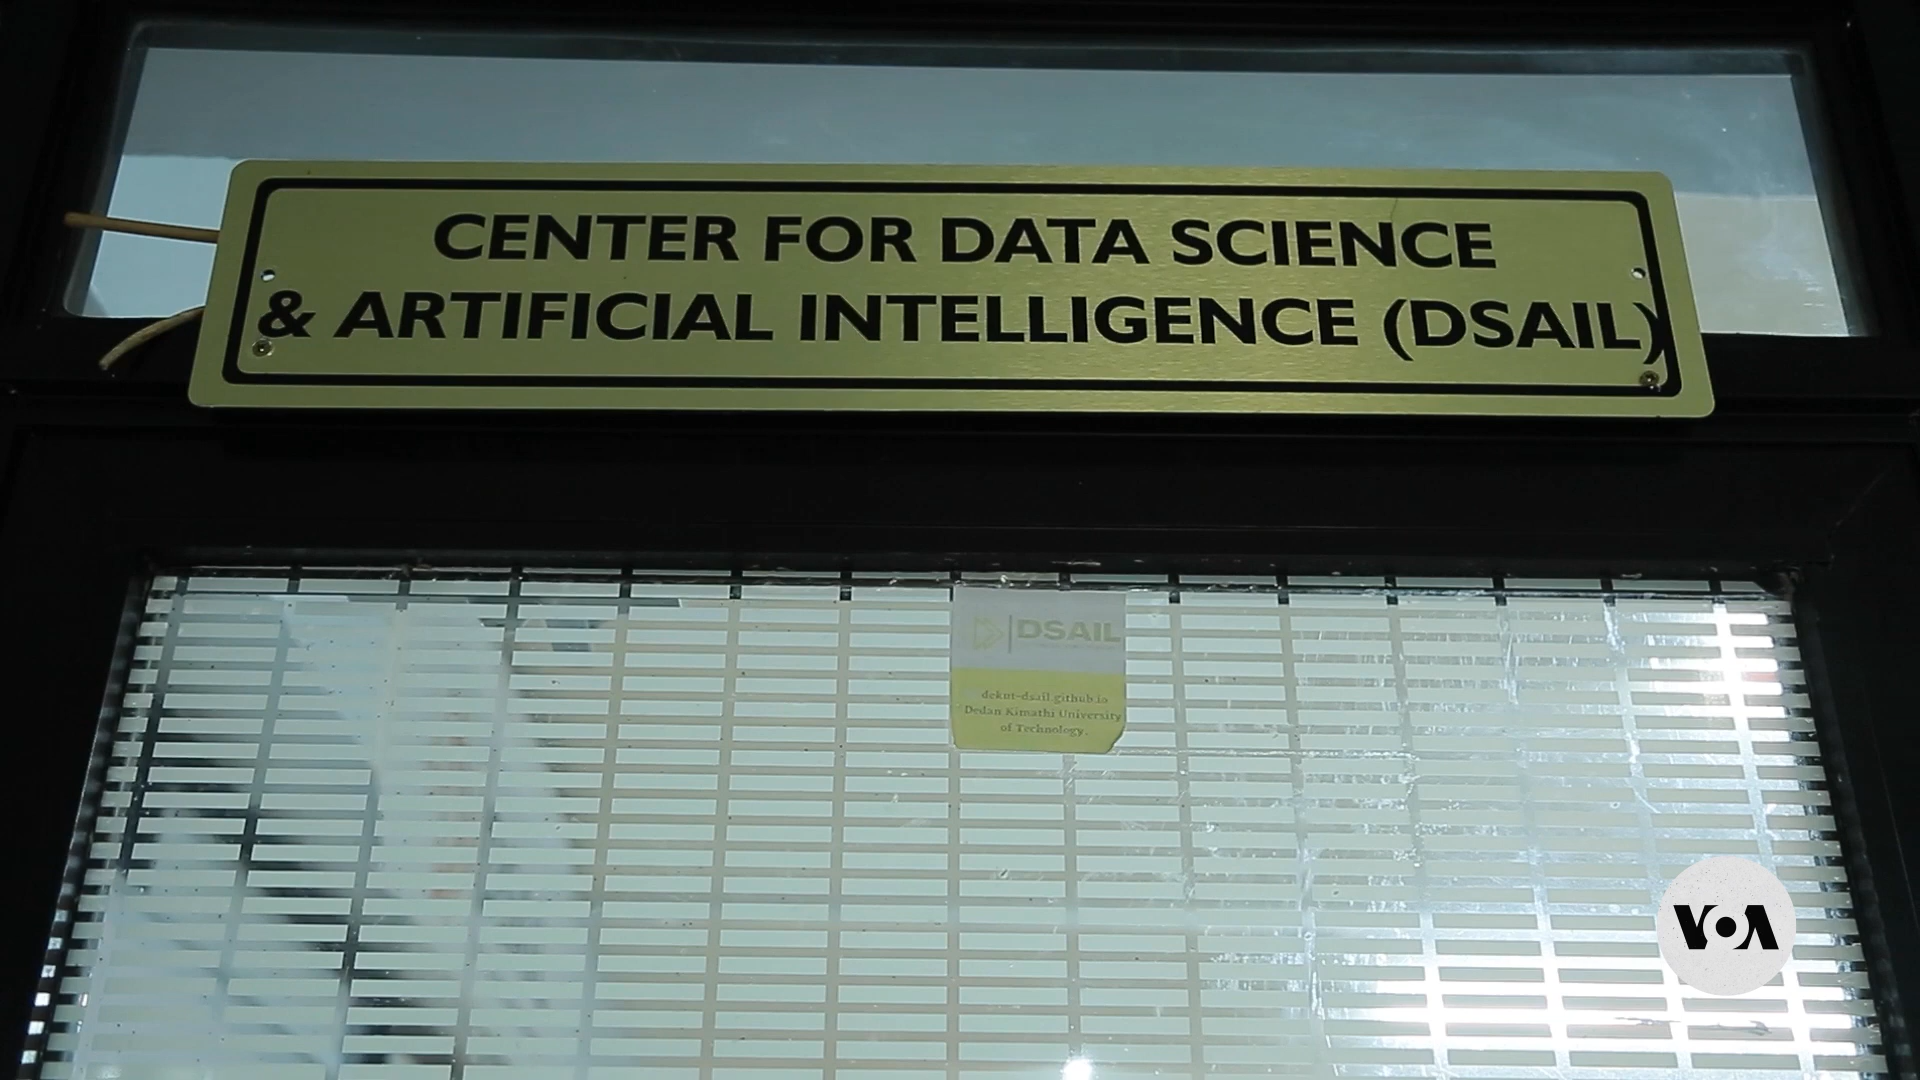 CENTER FOR DATA SCIENCE
& ARTIFICIAL INTELLIGENCE (DSAIL)
DSAIL
dekut-dsail.github.io
Dedan Kimathi University
of Technology.
VOA